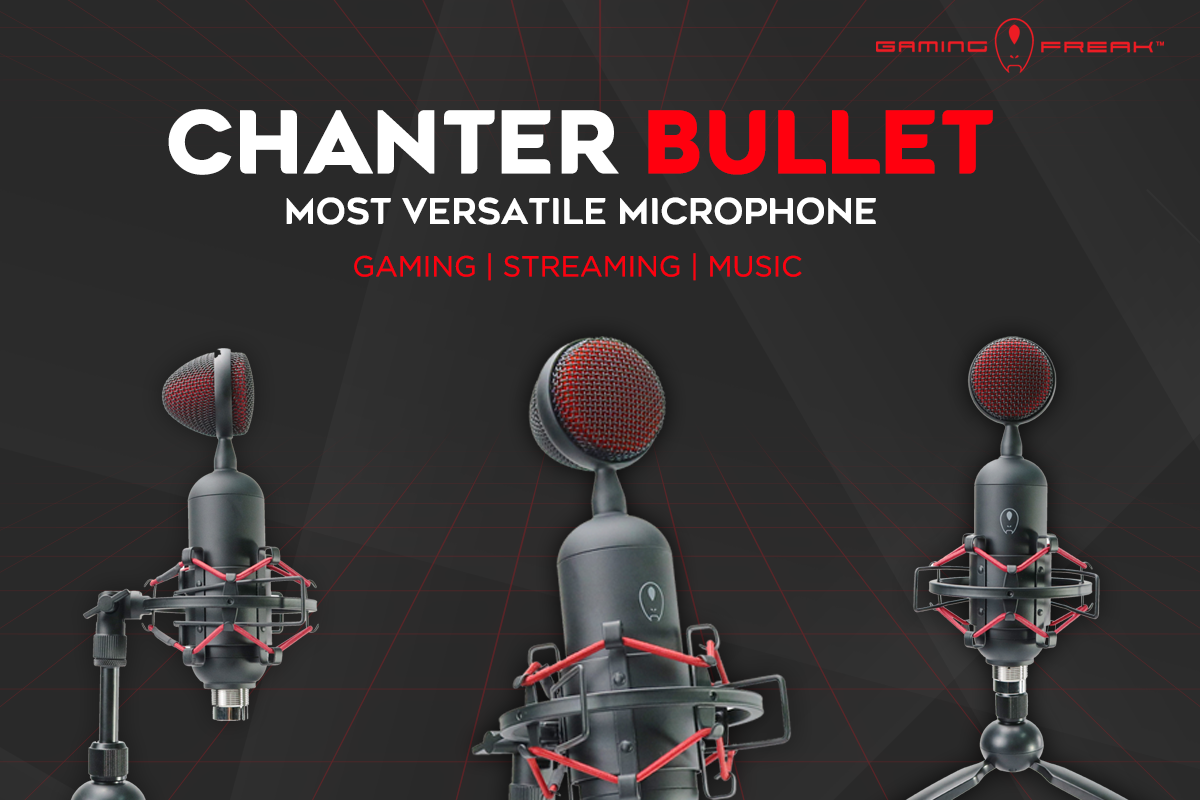 GAMING FREAK™
CHANTER BULLET
MOST VERSATILE MICROPHONE
GAMING | STREAMING | MUSIC